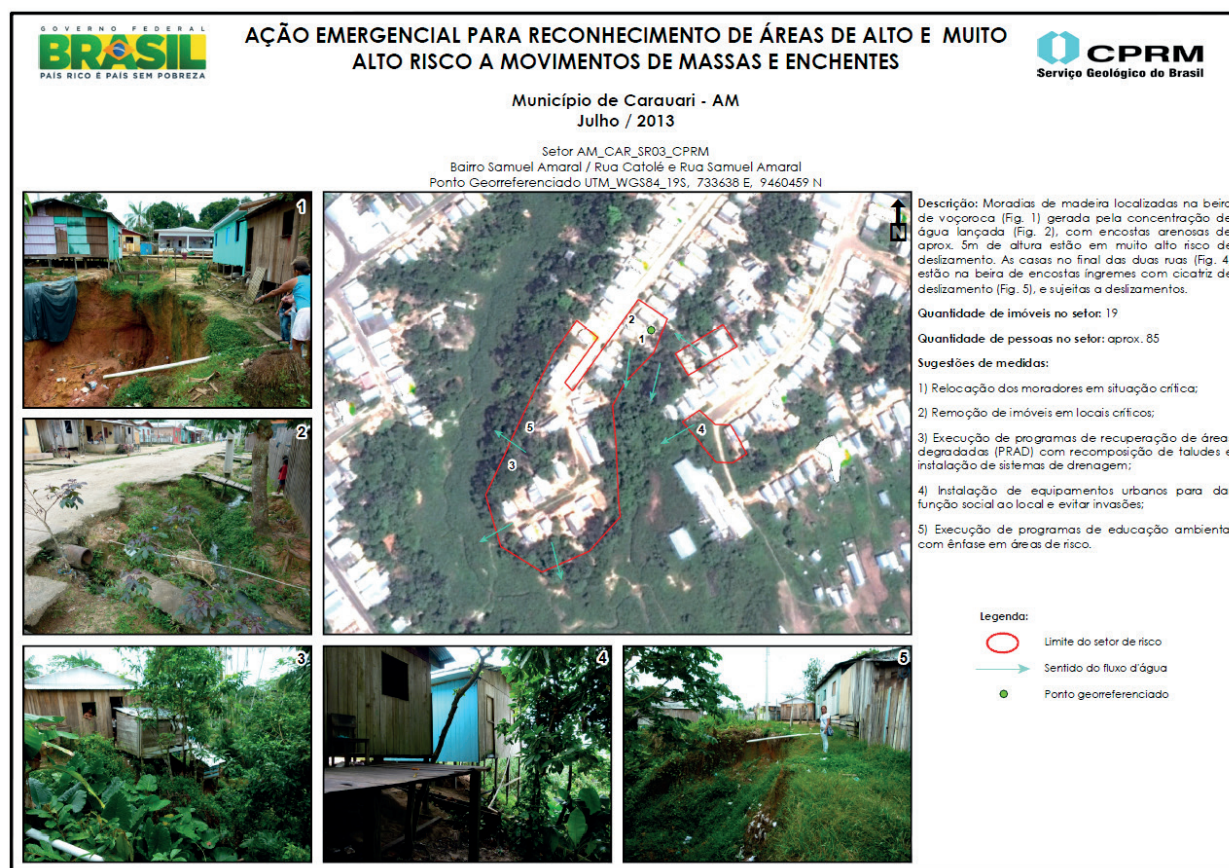 GOVERNO FEDERAL
BRASIL
PAÍS RICO É PAÍS SEM POBREZA
AÇÃO EMERGENCIAL PARA RECONHECIMENTO DE ÁREAS DE ALTO E MUITO
ALTO RISCO A MOVIMENTOS DE MASSAS E ENCHENTES
CPRM
Serviço Geológico do Brasil
Município de Carauari - AM
Julho / 2013
Setor AM_CAR_SR03_CPRM
Bairro Samuel Amaral / Rua Catolé e Rua Samuel Amaral
Ponto Georreferenciado UTM_WGS84_19S, 733638 E, 9460459 N
1
2
N
2
1
4
5
3
Descrição: Moradias de madeira localizadas na beira
de voçoroca (Fig. 1) gerada pela concentração de
água lançada (Fig. 2), com encostas arenosas de
aprox. 5m de altura estão em muito alto risco de
deslizamento. As casas no final das duas ruas (Fig. 4
estão na beira de encostas íngremes com cicatriz de
deslizamento (Fig. 5), e sujeitas a deslizamentos.
Quantidade de imóveis no setor: 19
Quantidade de pessoas no setor: aprox. 85
Sugestões de medidas:
1) Relocação dos moradores em situação crítica;
2) Remoção de imóveis em locais críticos;
3) Execução de programas de recuperação de área
degradadas (PRAD) com recomposição de taludes e
instalação de sistemas de drenagem;
4) Instalação de equipamentos urbanos para da
função social ao local e evitar invasões;
5) Execução de programas de educação ambienta
com ênfase em áreas de risco.
Legenda:
Limite do setor de risco
Sentido do fluxo d'água
Ponto georreferenciado
3
4
5